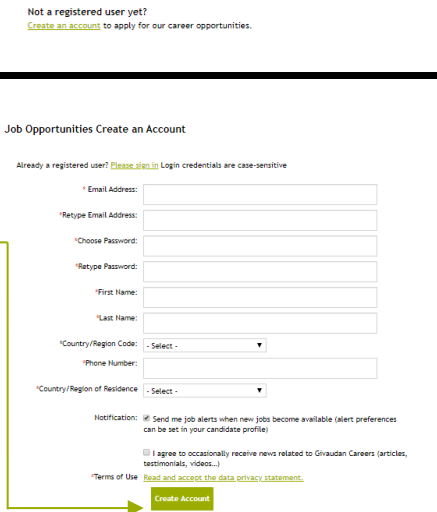 Not a registered user yet?
Create an account to apply for our career opportunities.
Job Opportunities Create an Account
Already a registered user? Please sign in Login credentials are case-sensitive
* Email Address:
*Retype Email Address:
*Choose Password:
*Retype Password:
*First Name:
*Last Name:
*Country/Region Code: - Select -
*Phone Number:
*Country/Region of Residence - Select -
Notification: Send me job alerts when new jobs become available (alert preferences
can be set in your candidate profile)
I agree to occasionally receive news related to Givaudan Careers (articles,
testimonials, videos...)
*Terms of Use Read and accept the data privacy statement.
Create Account